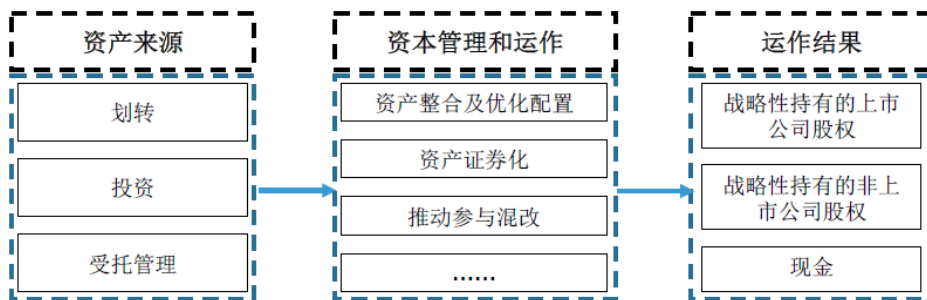 资产来源
划转
投资
受托管理
资本管理和运作
资产整合及优化配置
资产证券化
推动参与混改
......
运作结果
战略性持有的上市
公司股权
战略性持有的非上
市公司股权
现金